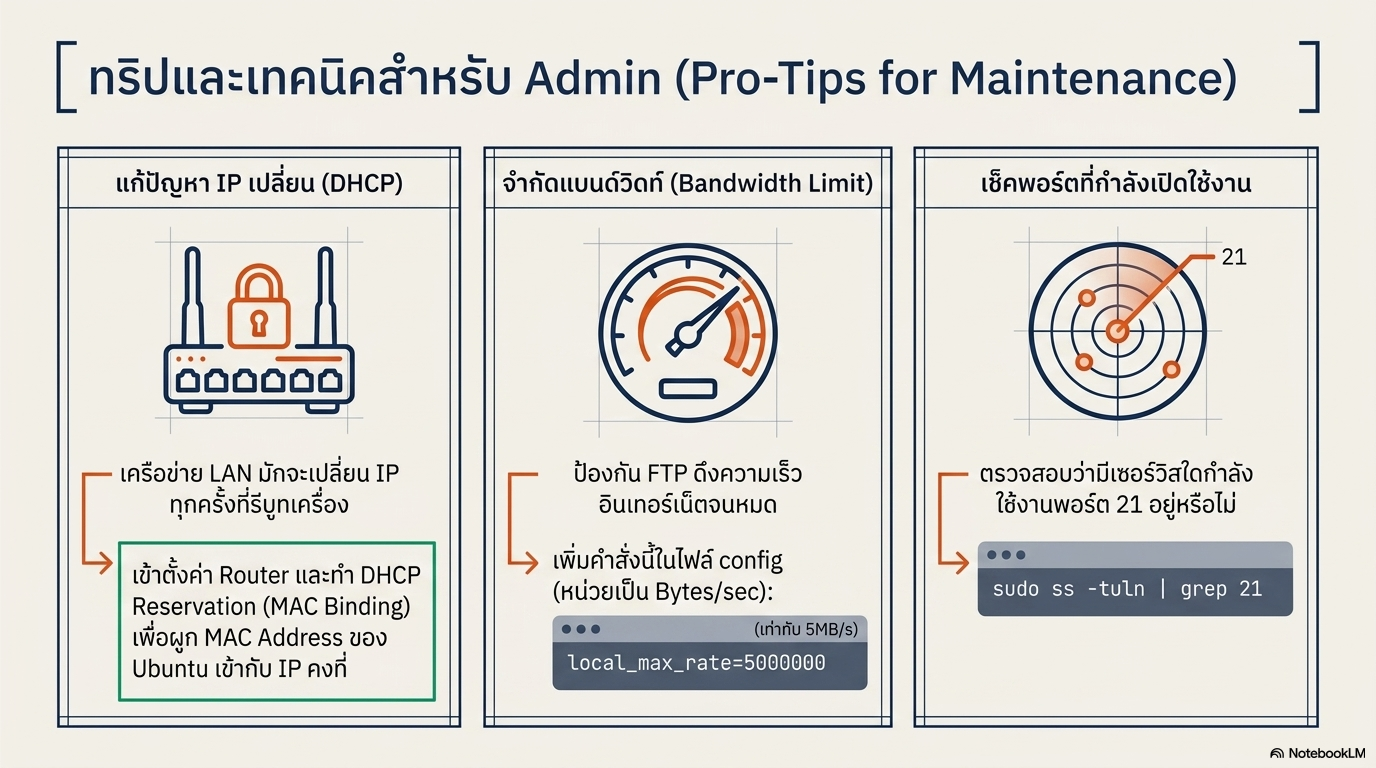 ทริปและเทคนิคสำหรับ Admin (Pro-Tips for Maintenance)
แก้ปัญหา IP เปลี่ยน (DHCP)
เครือข่าย LAN มักจะเปลี่ยน IP
ทุกครั้งที่รีบูทเครื่อง
เข้าตั้งค่า Router และทำ DHCP
Reservation (MAC Binding)
เพื่อผูก MAC Address ของ
Ubuntu เข้ากับ IP คงที่
จำกัดแบนด์วิดท์ (Bandwidth Limit)
ป้องกัน FTP ดึงความเร็ว
อินเทอร์เน็ตจนหมด
เพิ่มคำสั่งนี้ในไฟล์ config
(หน่วยเป็น Bytes/sec):
(เท่ากับ 5MB/s)
local_max_rate=5000000
เช็คพอร์ตที่กำลังเปิดใช้งาน
21
ตรวจสอบว่ามีเซอร์วิสใดกำลัง
ใช้งานพอร์ต 21 อยู่หรือไม่
sudo ss -tuln | grep 21
NotebookLM